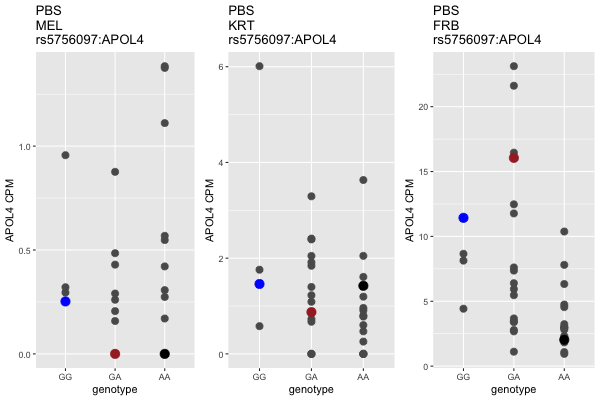 PBS
MEL
rs5756097:APOL4
APOL4 CPM
1.0
0.5
0.0
GG
GA
AA
genotype
PBS
KRT
rs5756097:APOL4
APOL4 CPM
6
4
2
0
GG
GA
AA
genotype
PBS
FRB
rs5756097:APOL4
APOL4 CPM
20
15
10
5
0
GG
GA
AA
genotype